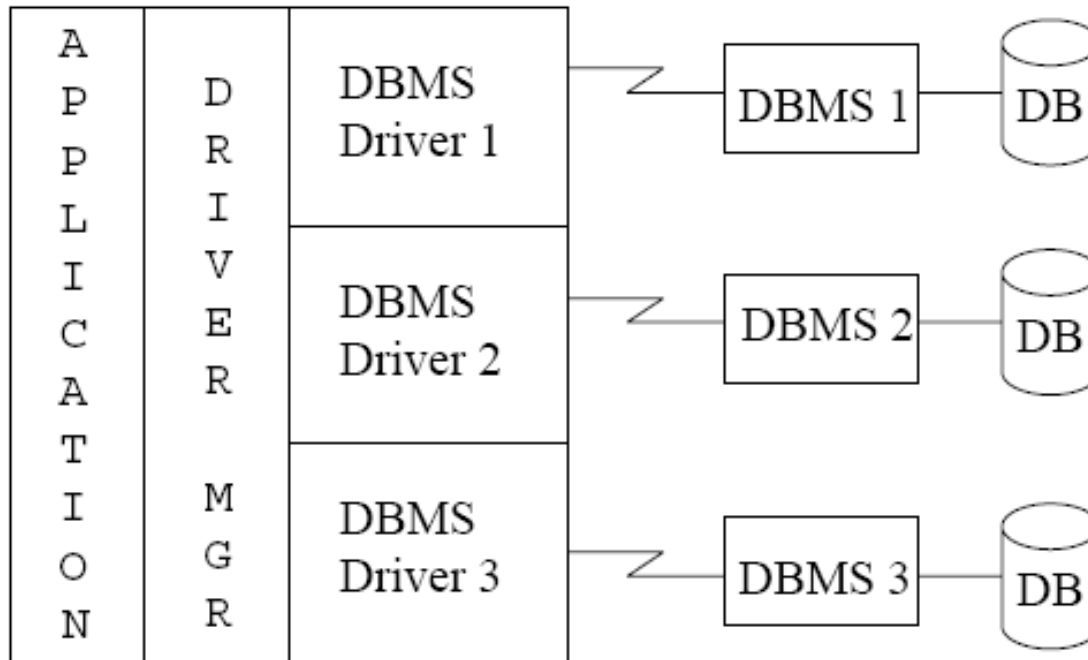 APPLICATION
DRIVER MGR
DBMS
Driver 1
DBMS 1
DB
DBMS
Driver 2
DBMS 2
DB
DBMS
Driver 3
DBMS 3
DB